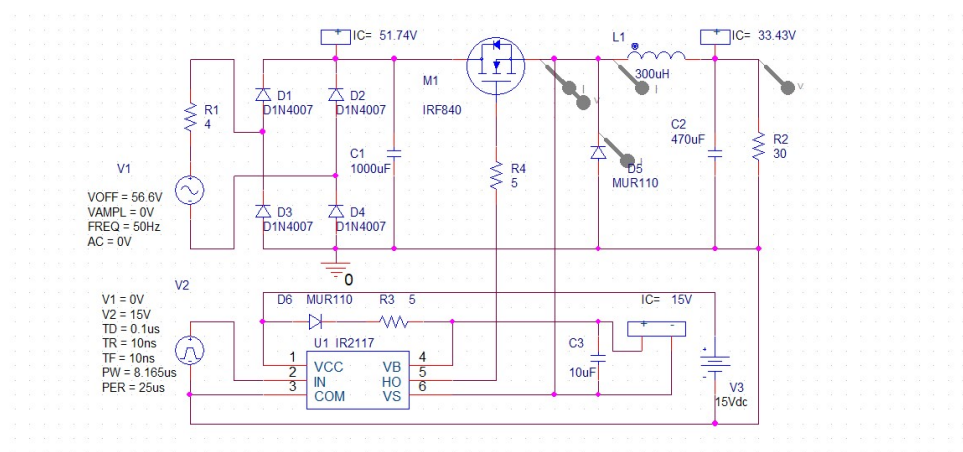 IC= 51.74V
IC= 33.43V
L1
300uH
M1
IRF840
R1
4
D1
D1N4007
D2
D1N4007
C1
1000uF
R4
5
C2
470uF
R2
30
D5
MUR110
I
V
I
I
V
V1
VOFF = 56.6V
VAMPL = 0V
FREQ = 50Hz
AC = 0V
D3
D1N4007
D4
D1N4007
0
V2
V1 = 0V
V2 = 15V
TD = 0.1us
TR = 10ns
TF = 10ns
PW = 8.165us
PER = 25us
D6 MUR110 R3 5
IC= 15V
+ -
U1 IR2117
1 VCC VB 4
2 IN HO 5
3 COM VS 6
C3
10uF
+
-
V3
15Vdc